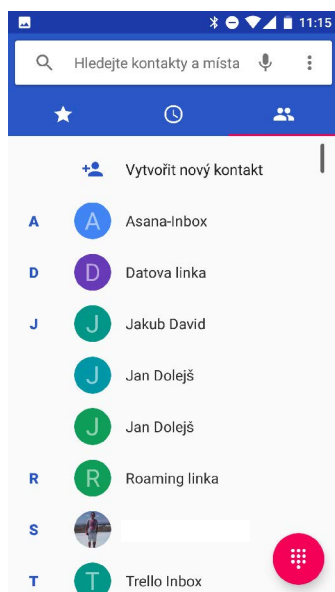 11:15
Hledejte kontakty a místa
Vytvořit nový kontakt
A
A Asana-Inbox
D
D Datova linka
J
J Jakub David
J Jan Dolejš
J Jan Dolejš
R
R Roaming linka
S
T
T Trello Inbox